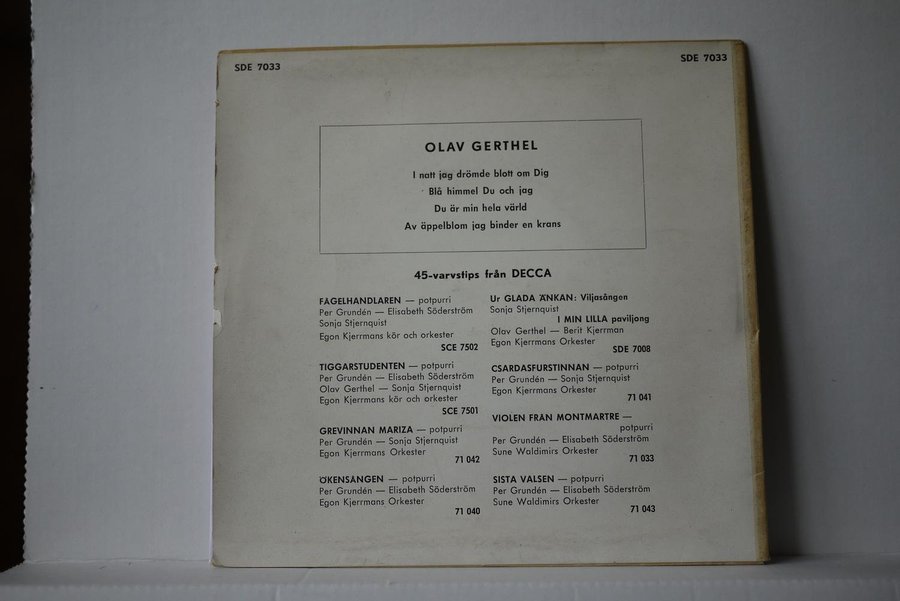 SDE 7033
SDE 7033
OLAV GERTHEL
I natt jag drömde blott om Dig
Blå himmel Du och jag
Du är min hela värld
Av äppelblom jag binder en krans
45-varvstips från DECCA
FAGELHANDLAREN — potpurri
Per Grundén — Elisabeth Söderström
Sonja Stjernquist
Egon Kjerrmans kör och orkester
SCE 7502
TIGGARSTUDENTEN — potpurri
Per Grundén — Elisabeth Söderström
Olav Gerthel — Sonja Stjernquist
Egon Kjerrmans kör och orkester
SCE 7501
GREVINNAN MARIZA — potpurri
Per Grundén — Sonja Stjernquist
Egon Kjerrmans Orkester
71 042
ÖKENSANGEN — potpurri
Per Grundén — Elisabeth Söderström
Egon Kjerrmans Orkester
71 040
Ur GLADA ÄNKAN: Viljasången
Sonja Stjernquist
I MIN LILLA paviljong
Olav Gerthel — Berit Kjerrman
Egon Kjerrmans Orkester
SDE 7008
CSARDASFURSTINNAN — potpurri
Per Grundén — Sonja Stjernquist
Egon Kjerrmans Orkester
71 041
VIOLEN FRAN MONTMARTRE —
potpurri
Per Grundén — Elisabeth Söderström
Sune Waldimirs Orkester
71 033
SISTA VALSEN — potpurri
Per Grundén — Elisabeth Söderström
Sune Waldimirs Orkester
71 043